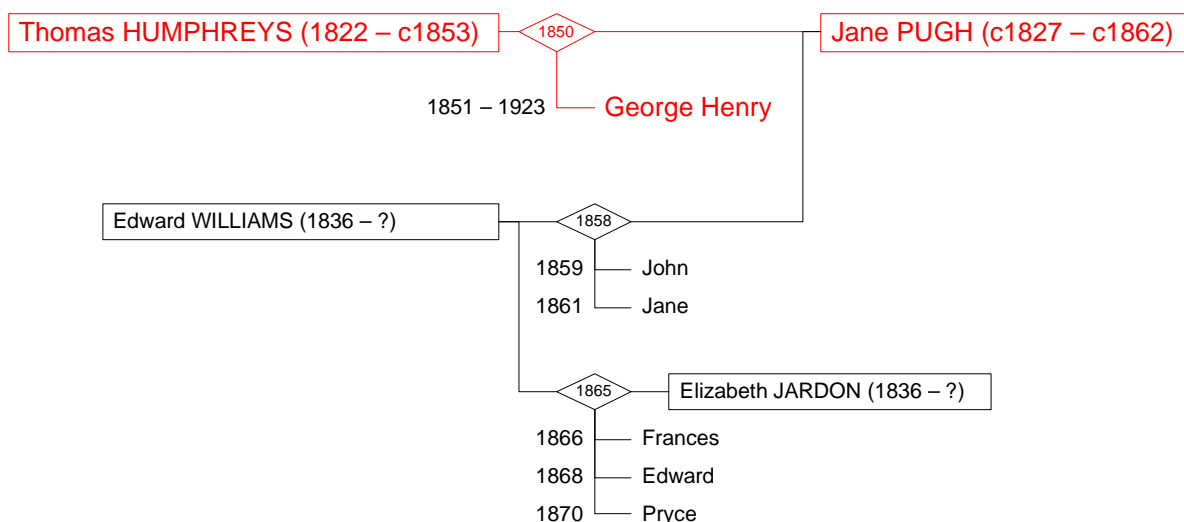 Thomas HUMPHREYS (1822 – c1853) 1850 Jane PUGH (c1827 – c1862)
1851 – 1923 George Henry
Edward WILLIAMS (1836 – ?) 1858
1859 John
1861 Jane
1865 Elizabeth JARDON (1836 – ?)
1866 Frances
1868 Edward
1870 Pryce